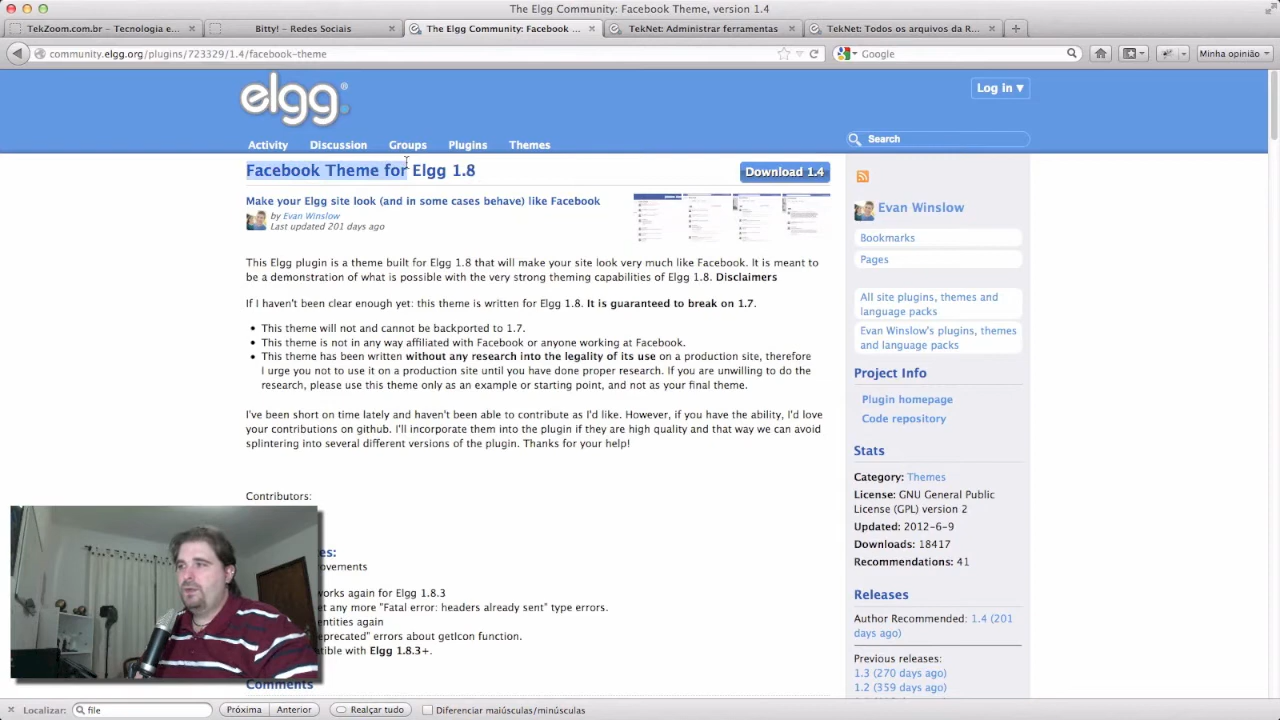 The Elgg Community: Facebook Theme, version 1.4
TekZoom.com.br – Tecnologia e...
Bitty! – Redes Sociais
The Elgg Community: Facebook ...
TekNet: Administrar ferramentas
TekNet: Todos os arquivos da R...
community.elgg.org/plugins/723329/1.4/facebook-theme
Google
Minha opinião
elgg
Log in ▾
Activity
Discussion
Groups
Plugins
Themes
Search
Facebook Theme for Elgg 1.8
Download 1.4
Make your Elgg site look (and in some cases behave) like Facebook
by Evan Winslow
Last updated 201 days ago
This Elgg plugin is a theme built for Elgg 1.8 that will make your site look very much like Facebook. It is meant to
be a demonstration of what is possible with the very strong theming capabilities of Elgg 1.8. Disclaimers
If I haven't been clear enough yet: this theme is written for Elgg 1.8. It is guaranteed to break on 1.7.
• This theme will not and cannot be backported to 1.7.
• This theme is not in any way affiliated with Facebook or anyone working at Facebook.
• This theme has been written without any research into the legality of its use on a production site, therefore
I urge you not to use it on a production site until you have done proper research. If you are unwilling to do the
research, please use this theme only as an example or starting point, and not as your final theme.
I've been short on time lately and haven't been able to contribute as I'd like. However, if you have the ability, I'd love
your contributions on github. I'll incorporate them into the plugin if they are high quality and that way we can avoid
splintering into several different versions of the plugin. Thanks for your help!
Contributors:
es:
rovements
works again for Elgg 1.8.3
et any more "Fatal error: headers already sent" type errors.
entities again
deprecated" errors about getIcon function.
tible with Elgg 1.8.3+.
Comments
Evan Winslow
Bookmarks
Pages
All site plugins, themes and
language packs
Evan Winslow's plugins, themes
and language packs
Project Info
Plugin homepage
Code repository
Stats
Category: Themes
License: GNU General Public
License (GPL) version 2
Updated: 2012-6-9
Downloads: 18417
Recommendations: 41
Releases
Author Recommended: 1.4 (201
days ago)
Previous releases:
1.3 (270 days ago)
1.2 (359 days ago)
Localizar:
file
Próxima
Anterior
Realçar tudo
Diferenciar maiúsculas/minúsculas